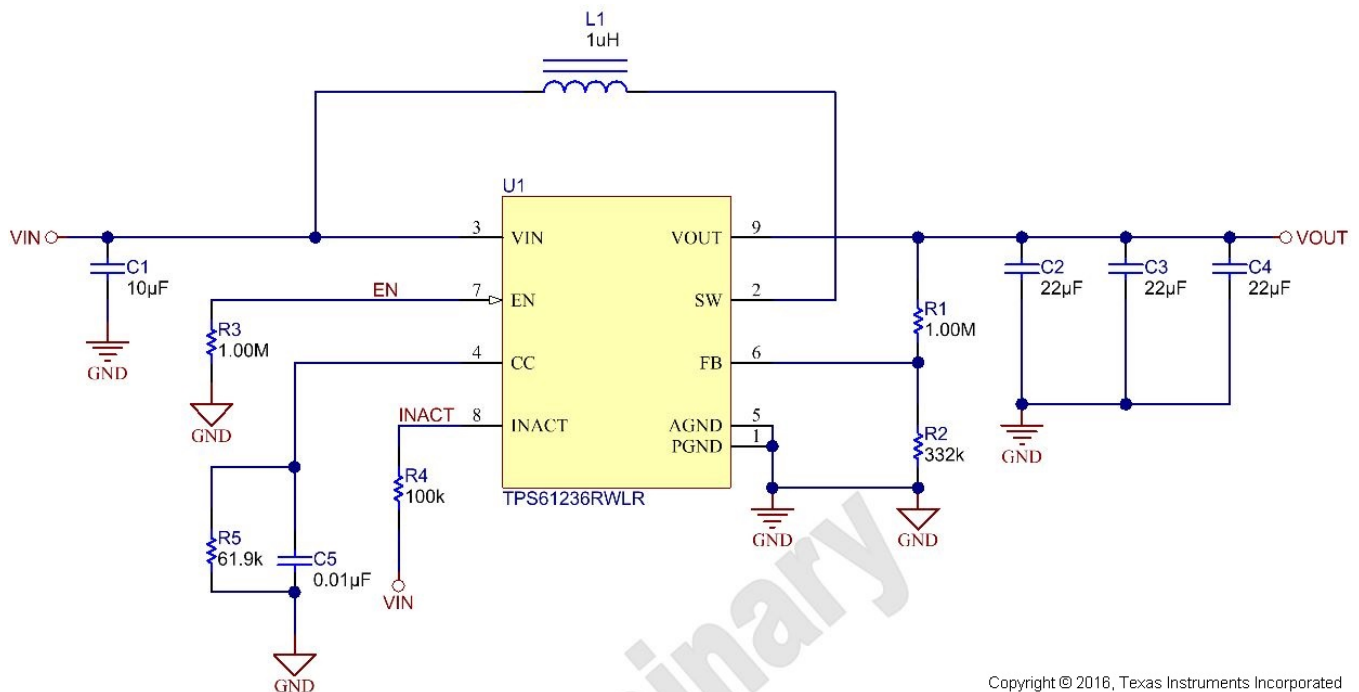 L1
1uH
U1
VIN
3
VIN
VOUT
9
VOUT
C1
10µF
GND
EN
7
EN
SW
2
C2
22µF
C3
22µF
C4
22µF
R3
1.00M
GND
R1
1.00M
4
CC
FB
6
INACT
8
INACT
AGND
5
PGND
1
R2
332k
GND
R4
100k
TPS61236RWLR
GND
GND
R5
61.9k
C5
0.01µF
VIN
GND
Copyright © 2016, Texas Instruments Incorporated